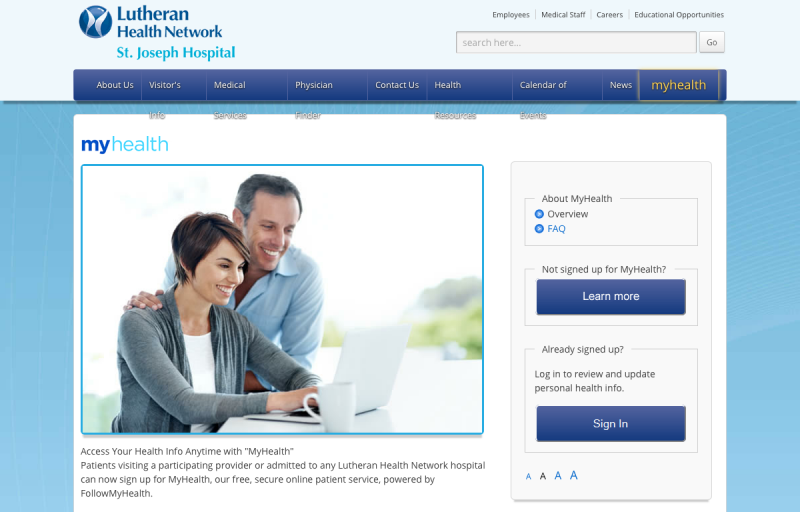 Lutheran
Health Network
St. Joseph Hospital
Employees Medical Staff Careers Educational Opportunities
search here... Go
About Us Visitor's Medical Physician Contact Us Health Calendar of News myhealth
Info Services Finder Resources Events
myhealth
About MyHealth
Overview
FAQ
Not signed up for MyHealth?
Learn more
Already signed up?
Log in to review and update
personal health info.
Sign In
A A A A
Access Your Health Info Anytime with "MyHealth"
Patients visiting a participating provider or admitted to any Lutheran Health Network hospital
can now sign up for MyHealth, our free, secure online patient service, powered by
FollowMyHealth.